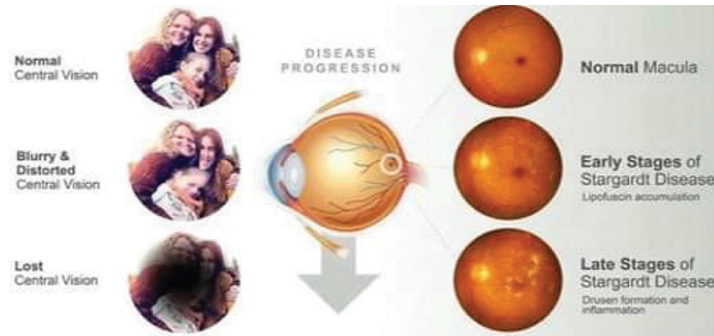 Normal
Central Vision
DISEASE
PROGRESSION
Normal Macula
Blurry &
Distorted
Central Vision
Early Stages of
Stargardt Disease
Lipofuscin accumulation
Lost
Central Vision
Late Stages of
Stargardt Disease
Drusen formation and
inflammation